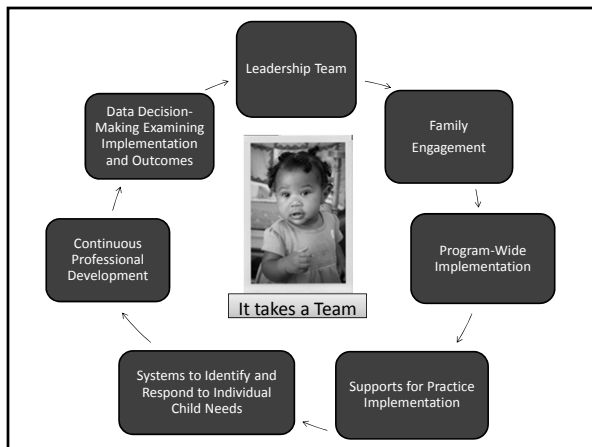 Leadership Team
Family
Engagement
Program-Wide
Implementation
Supports for Practice
Implementation
Systems to Identify and
Respond to Individual
Child Needs
Continuous
Professional
Development
Data Decision-
Making Examining
Implementation
and Outcomes
It takes a Team